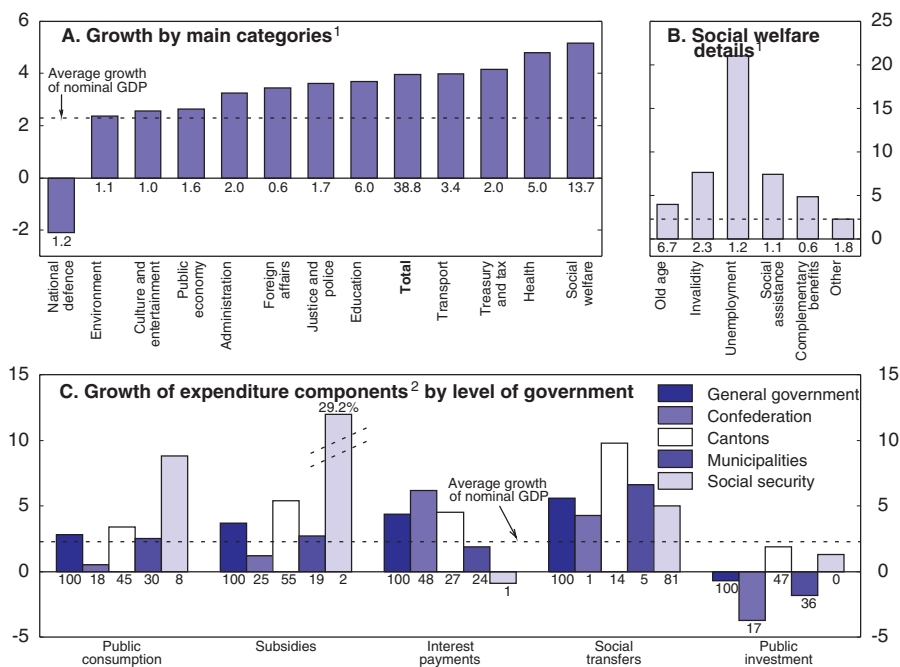 A. Growth by main categories1
6
4
2
0
-2
Average growth
of nominal GDP
1.2
1.1
1.0
1.6
2.0
0.6
1.7
6.0
38.8
3.4
2.0
5.0
13.7
National
defence
Environment
Culture and
entertainment
Public
economy
Administration
Foreign
affairs
Justice and
police
Education
Total
Transport
Treasury
and tax
Health
Social
welfare
B. Social welfare
details1
25
20
15
10
5
0
6.7
2.3
1.2
1.1
0.6
1.8
Old age
Invalidity
Unemployment
Social
assistance
Complementary
benefits
Other
C. Growth of expenditure components2 by level of government
15
10
5
0
-5
15
10
5
0
-5
General government
Confederation
Cantons
Municipalities
Social security
29.2%
Average growth
of nominal GDP
100
18
45
30
8
100
25
55
19
2
100
48
27
24
1
100
1
14
5
81
100
17
47
36
0
Public
consumption
Subsidies
Interest
payments
Social
transfers
Public
investment